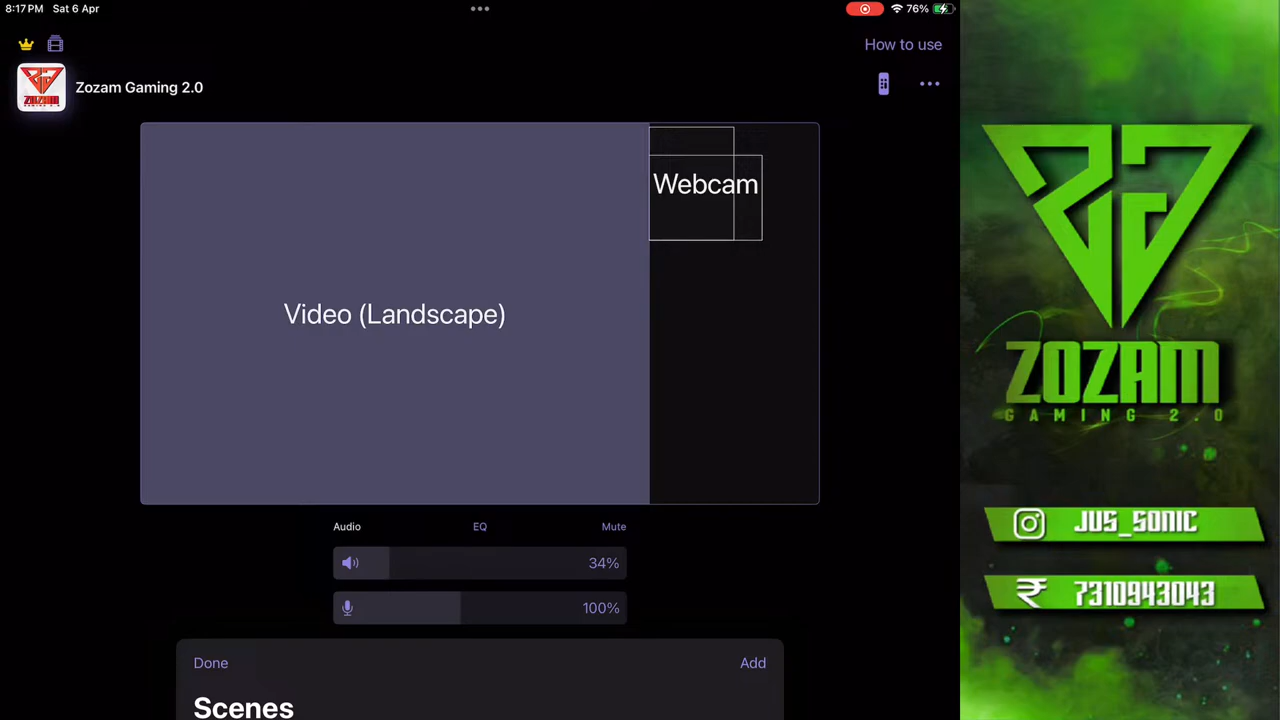 8:17 PM Sat 6 Apr
76%
How to use
ZOZAM
Zozam Gaming 2.0
Webcam
Video (Landscape)
Audio EQ Mute
34%
100%
Done Add
Scenes
ZOZAM
GAMING 2.0
JUS_SONIC
₹ 7310943043